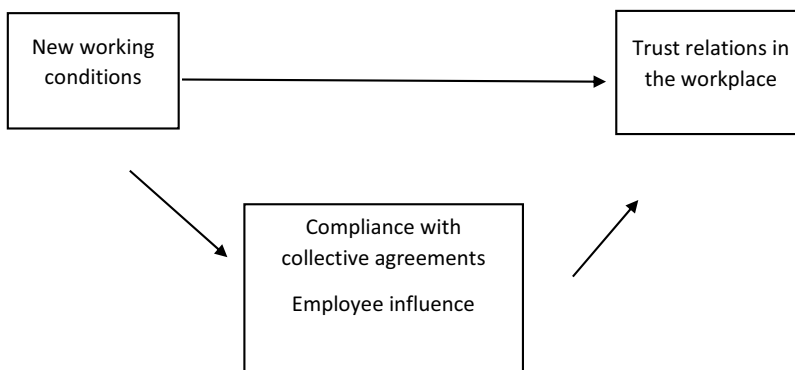 New working
conditions
Trust relations in
the workplace
Compliance with
collective agreements
Employee influence